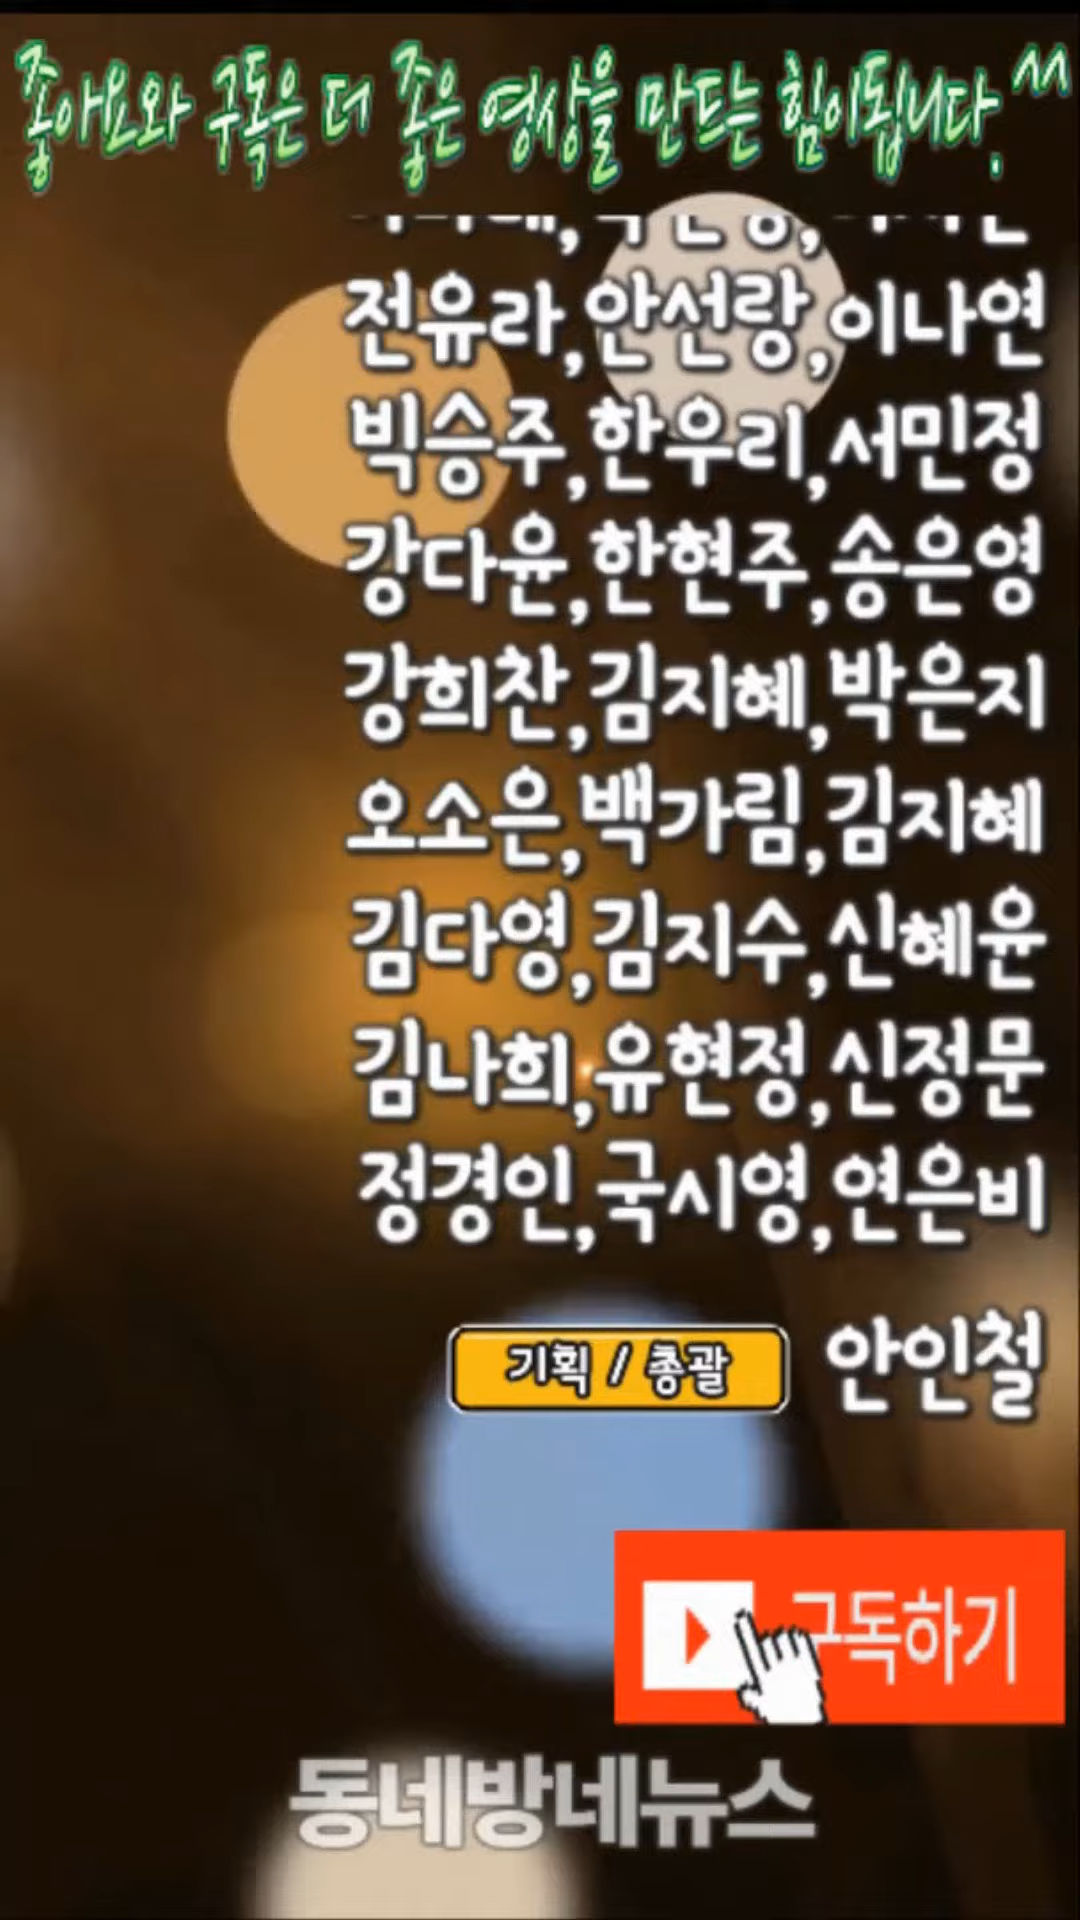 좋아요와 구독은 더 좋은 영상을 만드는 힘이됩니다.^^
전유라,안선랑,이나연
빅승주,한우리,서민정
강다윤,한현주,송은영
강희찬,김지혜,박은지
오소은,백가림,김지혜
김다영,김지수,신혜윤
김나희,유현정,신정문
정경인,국시영,연은비
기획 / 총괄 안인철
구독하기
동네방네뉴스